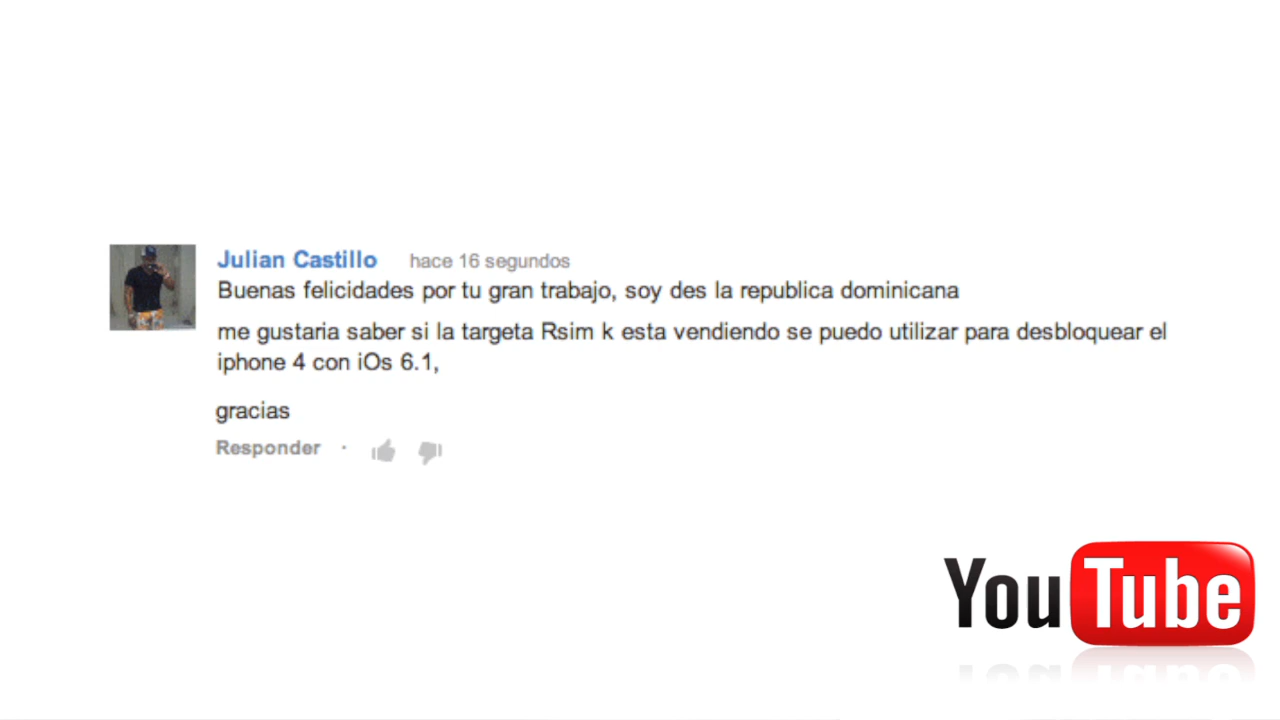 Julian Castillo hace 16 segundos
Buenas felicidades por tu gran trabajo, soy des la republica dominicana
me gustaria saber si la targeta Rsim k esta vendiendo se puedo utilizar para desbloquear el
iphone 4 con iOs 6.1,
gracias
Responder ·
YouTube